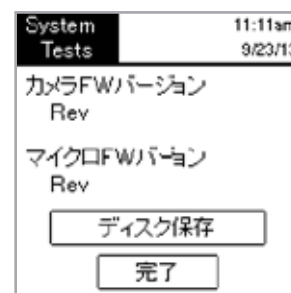 System
Tests
11:11am
9/23/13
カメラFWバージョン
Rev
マイクロFWバージョン
Rev
ディスク保存
完了